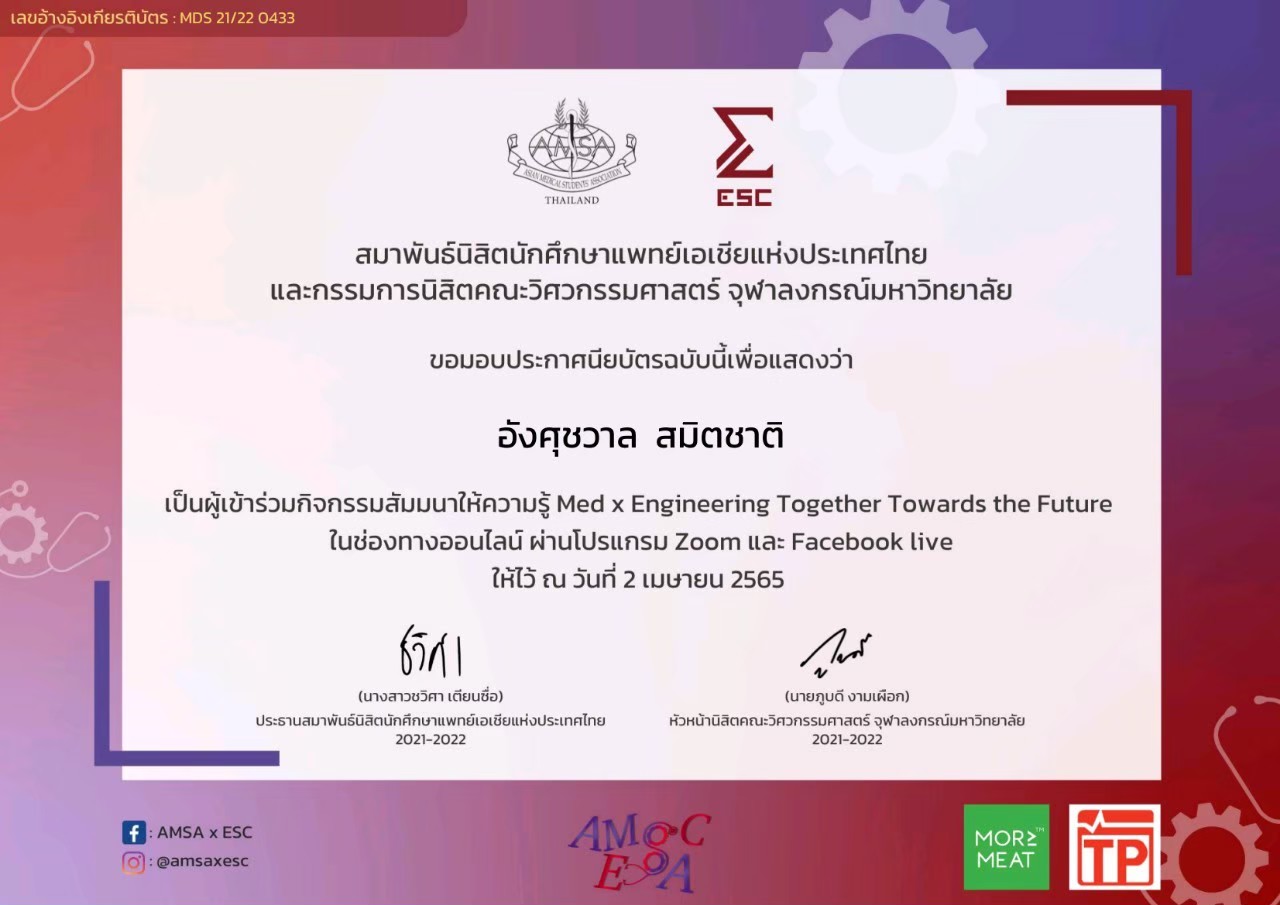 เลขอ้างอิงเกียรติบัตร : MDS 21/22 0433
AMSA
ASIAN MEDICAL STUDENTS' ASSOCIATION
THAILAND
ESC
สมาพันธ์นิสิตนักศึกษาแพทย์เอเชียแห่งประเทศไทย
และกรรมการนิสิตคณะวิศวกรรมศาสตร์ จุฬาลงกรณ์มหาวิทยาลัย
ขอมอบประกาศนียบัตรฉบับนี้เพื่อแสดงว่า
อังศุชวาล สมิตชาติ
เป็นผู้เข้าร่วมกิจกรรมสัมมนาให้ความรู้ Med x Engineering Together Towards the Future
ในช่องทางออนไลน์ ผ่านโปรแกรม Zoom และ Facebook live
ให้ไว้ ณ วันที่ 2 เมษายน 2565
ชวิศา
ภูบดี
(นางสาวชวิศา เตียนซื่อ)
(นายภูบดี งามเผือก)
ประธานสมาพันธ์นิสิตนักศึกษาแพทย์เอเชียแห่งประเทศไทย
หัวหน้านิสิตคณะวิศวกรรมศาสตร์ จุฬาลงกรณ์มหาวิทยาลัย
2021-2022
2021-2022
: AMSA x ESC
: @amsaxesc
MORE™
MEAT
TP